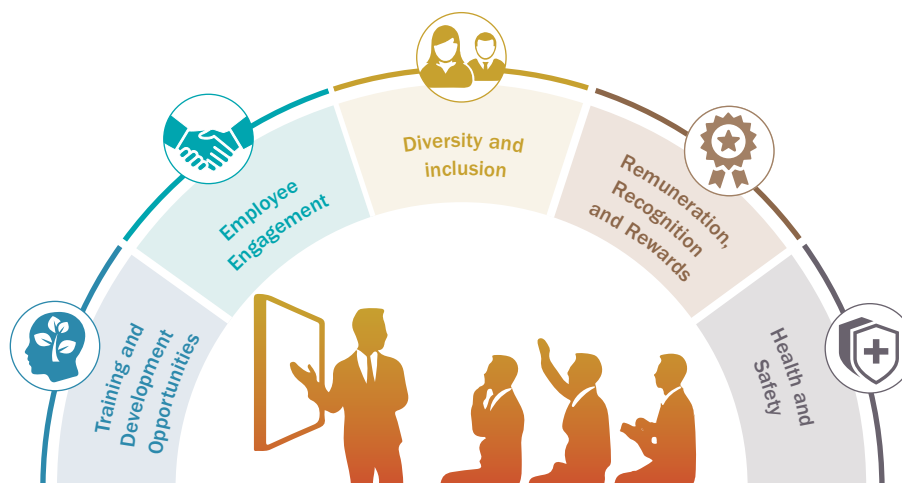 Training and
Development
Opportunities
Employee
Engagement
Diversity and
inclusion
Remuneration,
Recognition
and Rewards
Health and
Safety